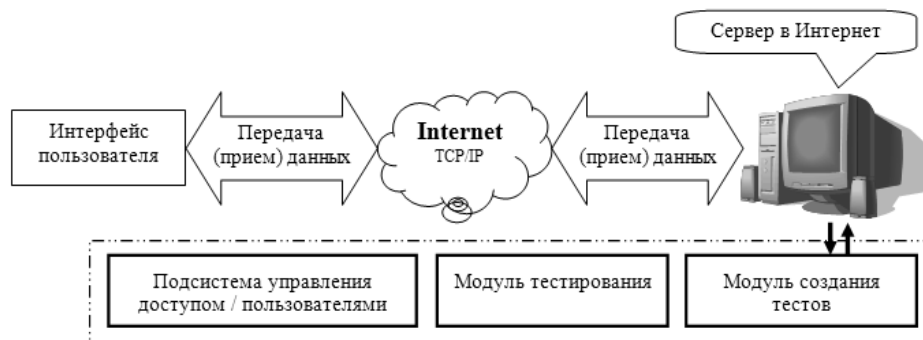 Сервер в Интернет
Интерфейс
пользователя
Передача
(прием) данных
Internet
TCP/IP
Передача
(прием) данных
Подсистема управления
доступом / пользователями
Модуль тестирования
Модуль создания
тестов